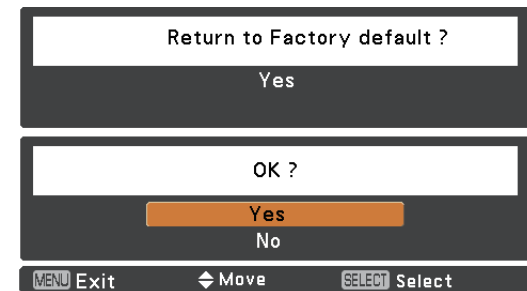 Return to Factory default ?
Yes
OK ?
Yes
No
MENU Exit Move SELECT Select